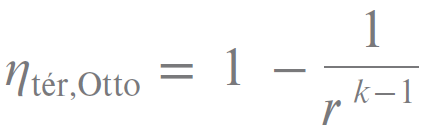 η_tér,Otto = 1 − 1/r^(k−1)